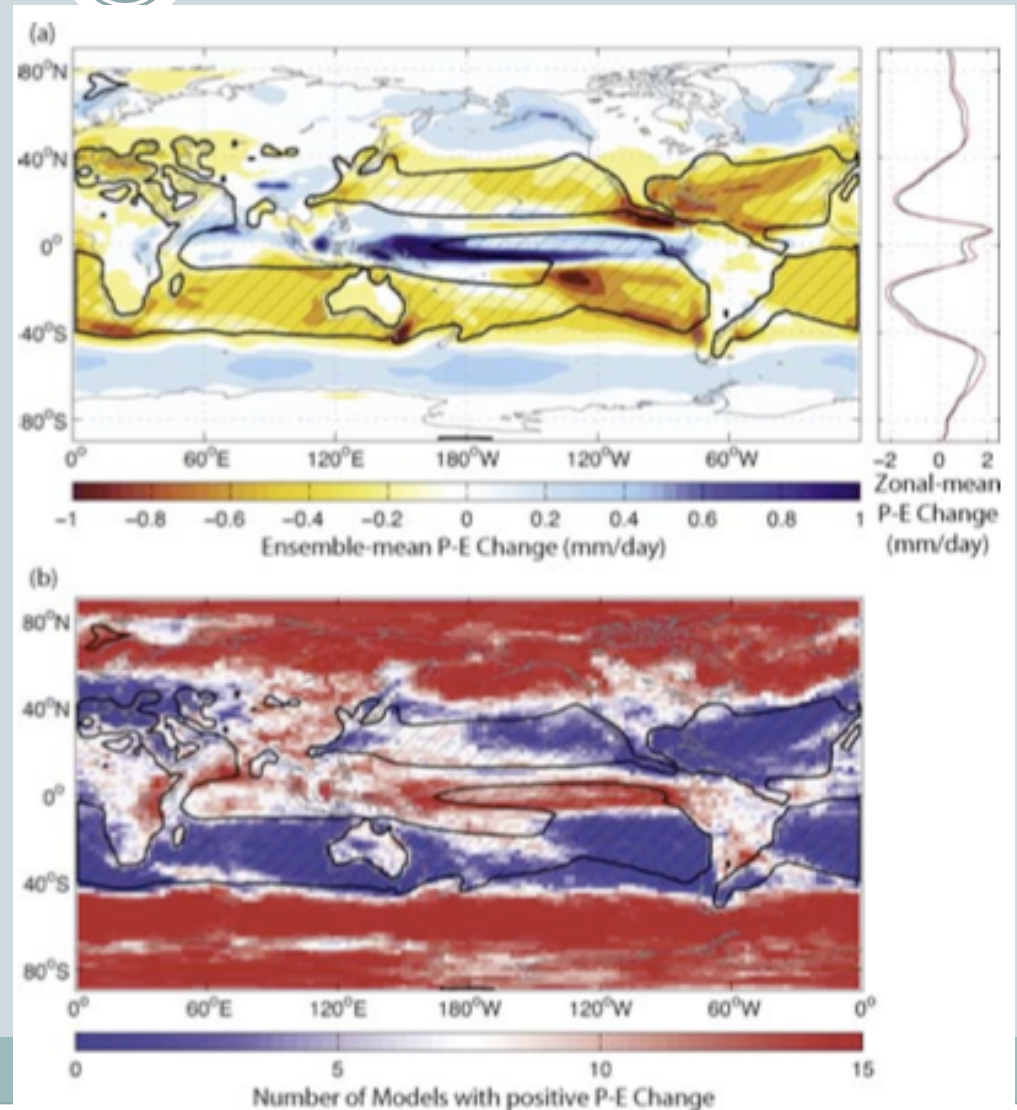 (a)
80°N
40°N
0°
40°S
80°S
0° 60°E 120°E 180°W 120°W 60°W
-1 -0.8 -0.6 -0.4 -0.2 0 0.2 0.4 0.6 0.8 1
Ensemble-mean P-E Change (mm/day)
-2 0 2
Zonal-mean
P-E Change
(mm/day)
(b)
80°N
40°N
0°
40°S
80°S
0° 60°E 120°E 180°W 120°W 60°W 0°
0 5 10 15
Number of Models with positive P-E Change